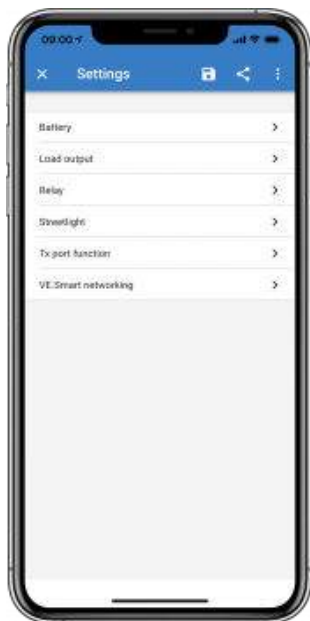 09:00
Settings
Battery
Load output
Relay
Streetlight
Tx port function
VE.Smart networking